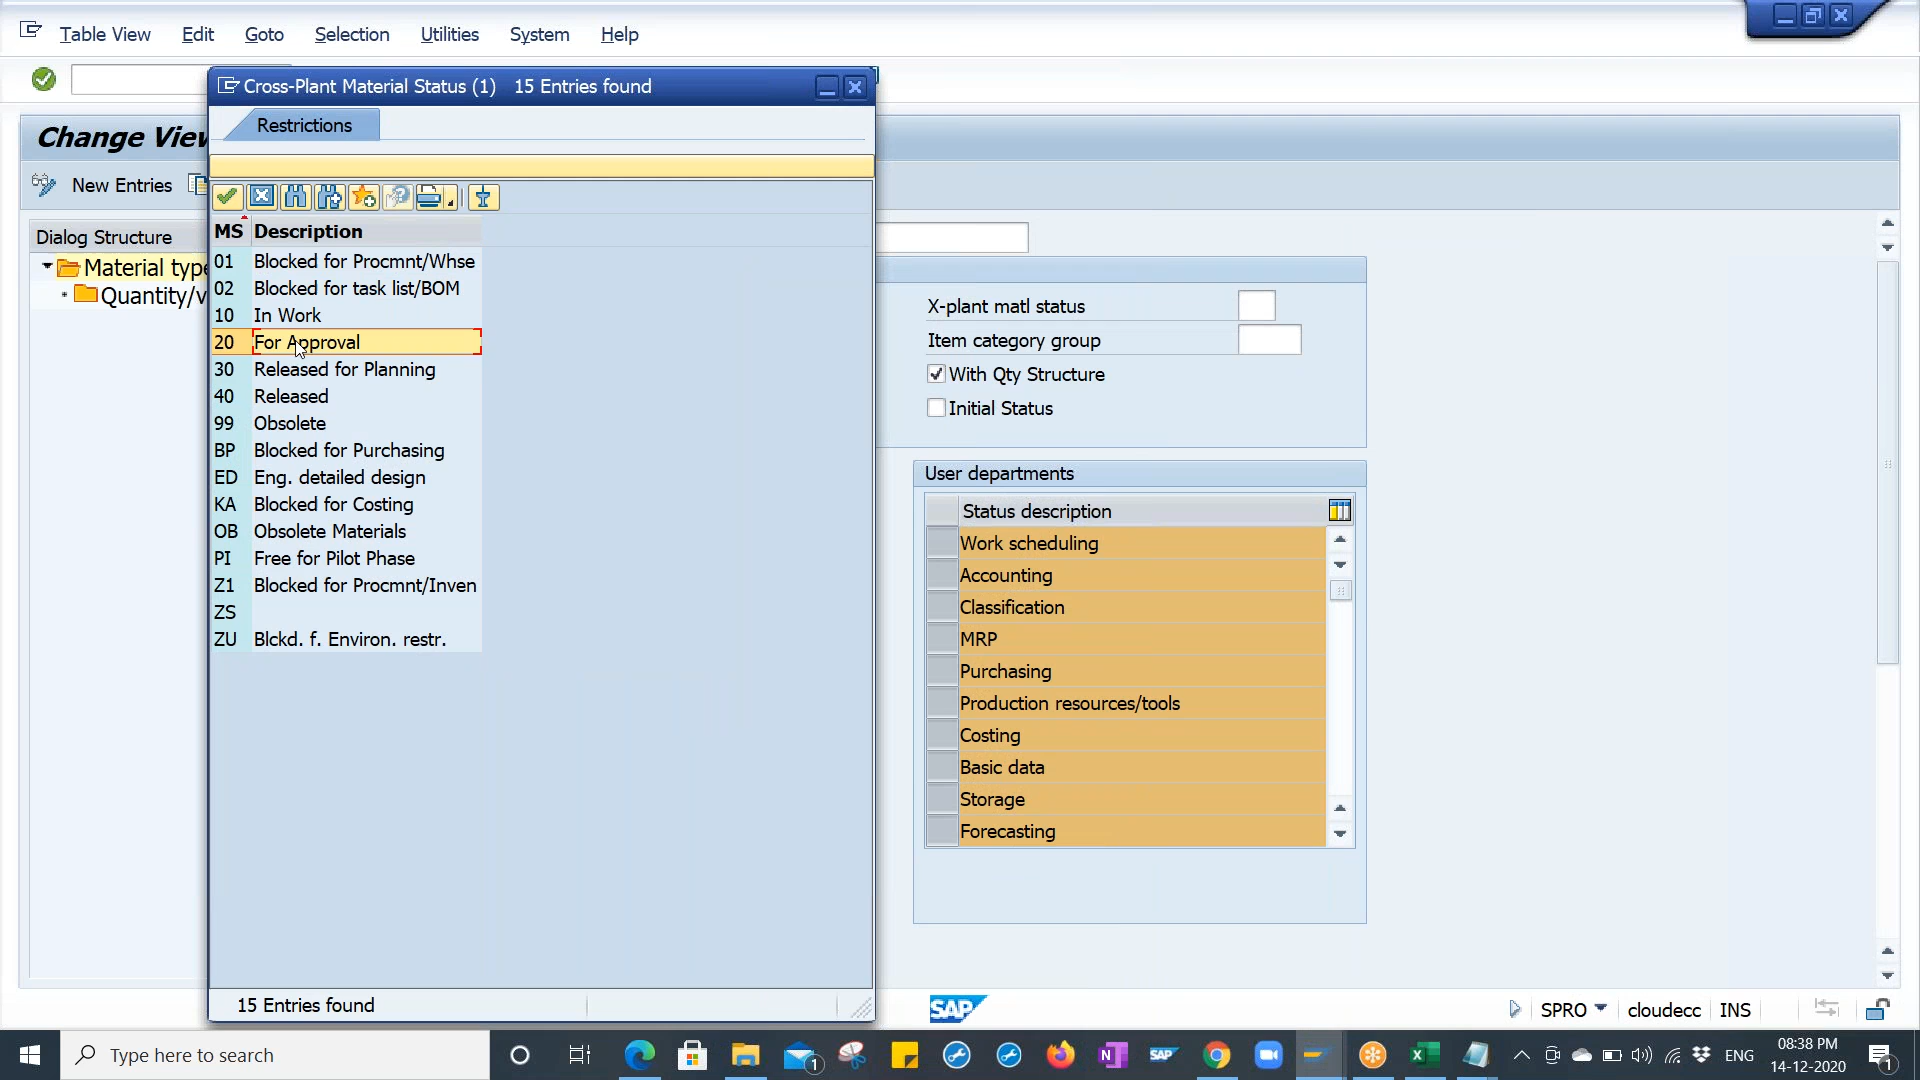 Table View Edit Goto Selection Utilities System Help
Cross-Plant Material Status (1) 15 Entries found
Restrictions
Change View
New Entries
MS Description
01 Blocked for Procmnt/Whse
02 Blocked for task list/BOM
10 In Work
20 For Approval
30 Released for Planning
40 Released
99 Obsolete
BP Blocked for Purchasing
ED Eng. detailed design
KA Blocked for Costing
OB Obsolete Materials
PI Free for Pilot Phase
Z1 Blocked for Procmnt/Inven
ZS
ZU Blckd. f. Environ. restr.
15 Entries found
Dialog Structure
Material type
Quantity/v
X-plant matl status
Item category group
With Qty Structure
Initial Status
User departments
Status description
Work scheduling
Accounting
Classification
MRP
Purchasing
Production resources/tools
Costing
Basic data
Storage
Forecasting
SAP
SPRO cloudecc INS
Type here to search
1
N
SAP
ENG
08:38 PM
14-12-2020
1